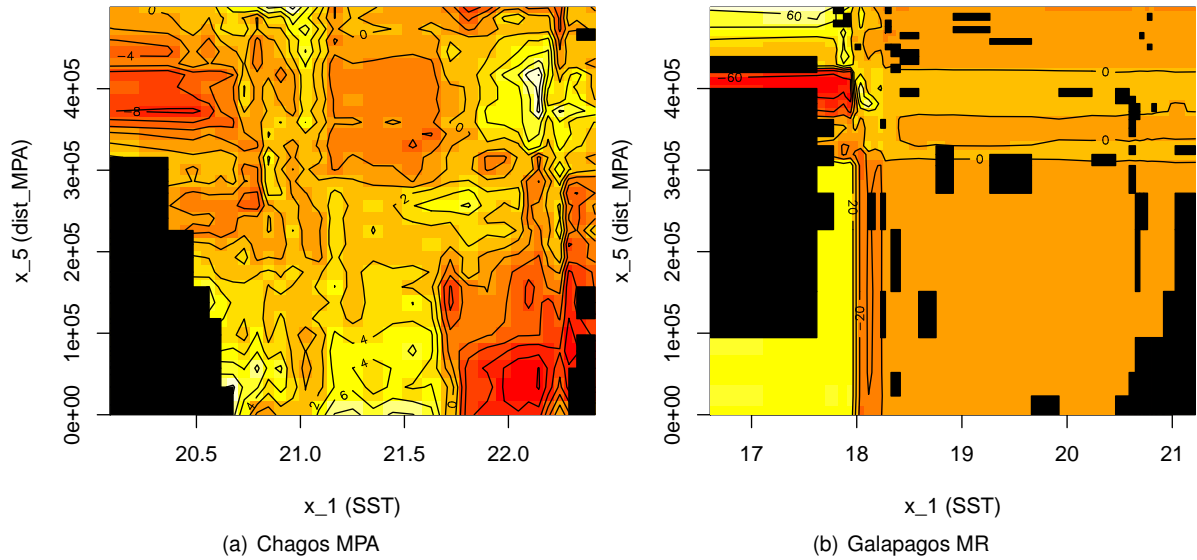 0
0
−4
−8
0
2
4
4
6
2
0
x_5 (dist_MPA)
0e+00
1e+05
2e+05
3e+05
4e+05
20.5
21.0
21.5
22.0
x_1 (SST)
(a) Chagos MPA
60
−60
0
0
0
20
−20
x_5 (dist_MPA)
0e+00
1e+05
2e+05
3e+05
4e+05
17
18
19
20
21
x_1 (SST)
(b) Galapagos MR